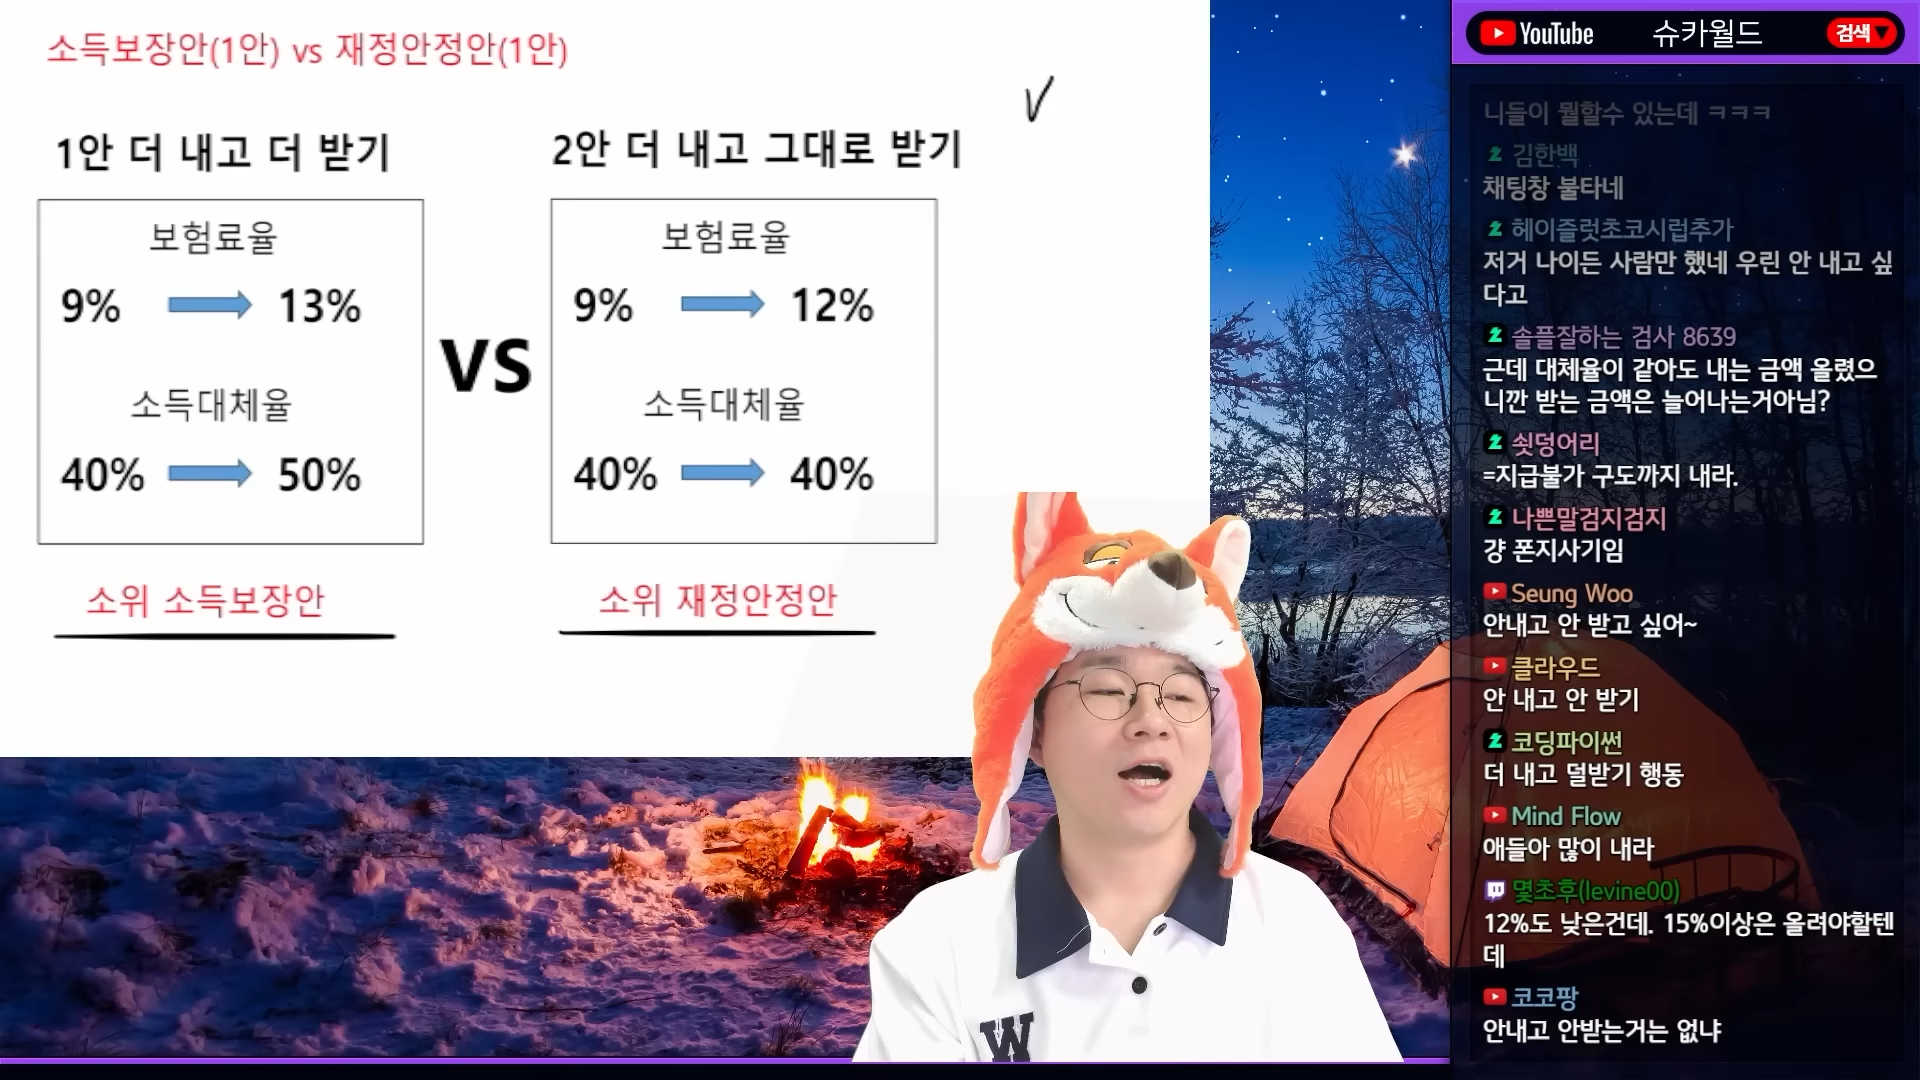 소득보장안(1안) vs 재정안정안(1안)
1안 더 내고 더 받기
보험료율
9% 13%
소득대체율
40% 50%
소위 소득보장안
VS
2안 더 내고 그대로 받기
보험료율
9% 12%
소득대체율
40% 40%
소위 재정안정안
W
YouTube 슈카월드 검색
니들이 뭘할수 있는데 ㅋㅋㅋ
김한백
채팅창 불타네
헤이즐럿초코시럽추가
저거 나이든 사람만 했네 우린 안 내고 싶
다고
솔플잘하는 검사 8639
근데 대체율이 같아도 내는 금액 올렸으
니깐 받는 금액은 늘어나는거아님?
쇳덩어리
=지급불가 구도까지 내라.
나쁜말검지검지
걍 폰지사기임
Seung Woo
안내고 안 받고 싶어~
클라우드
안 내고 안 받기
코딩파이썬
더 내고 덜받기 행동
Mind Flow
얘들아 많이 내라
몇초후(levine00)
12%도 낮은건데. 15%이상은 올려야할텐
데
코코팡
안내고 안받는거는 없냐